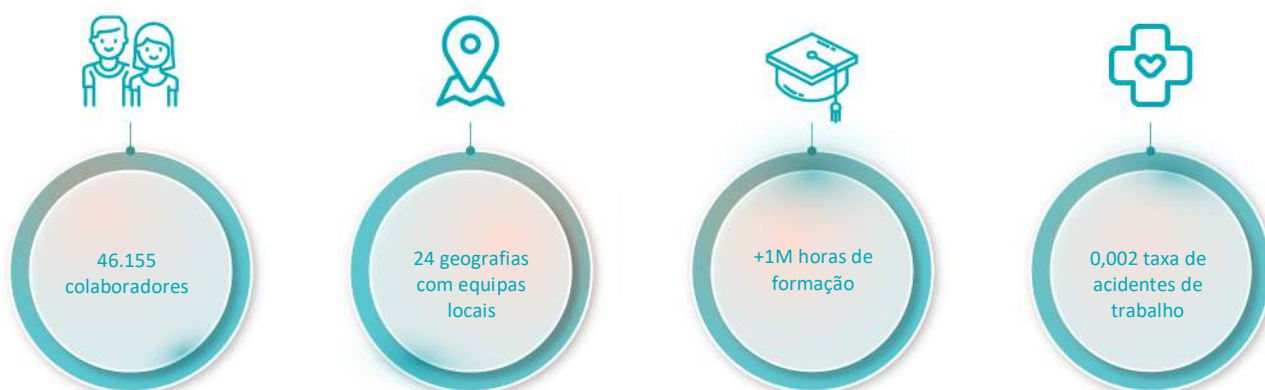 46.155
colaboradores
24 geografias
com equipas
locais
+1M horas de
formação
0,002 taxa de
acidentes de
trabalho